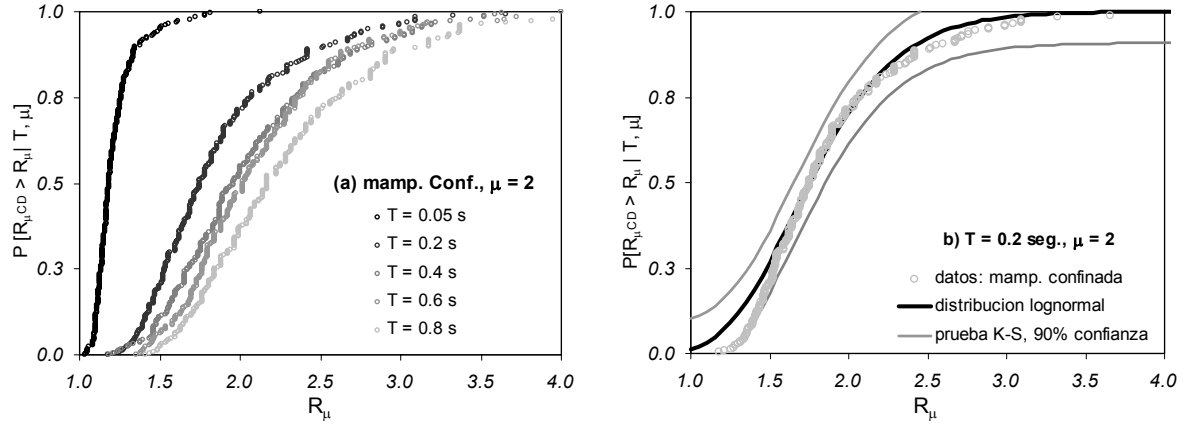 P [RμCD > Rμ | T, μ]
1.0
0.8
0.5
0.3
0.0
(a) mamp. Conf., μ = 2
T = 0.05 s
T = 0.2 s
T = 0.4 s
T = 0.6 s
T = 0.8 s
1.0 1.5 2.0 2.5 3.0 3.5 4.0
Rμ
P[RμCD > Rμ | T, μ]
1.0
0.8
0.5
0.3
0.0
b) T = 0.2 seg., μ = 2
datos: mamp. confinada
distribucion lognormal
prueba K-S, 90% confianza
1.0 1.5 2.0 2.5 3.0 3.5 4.0
Rμ